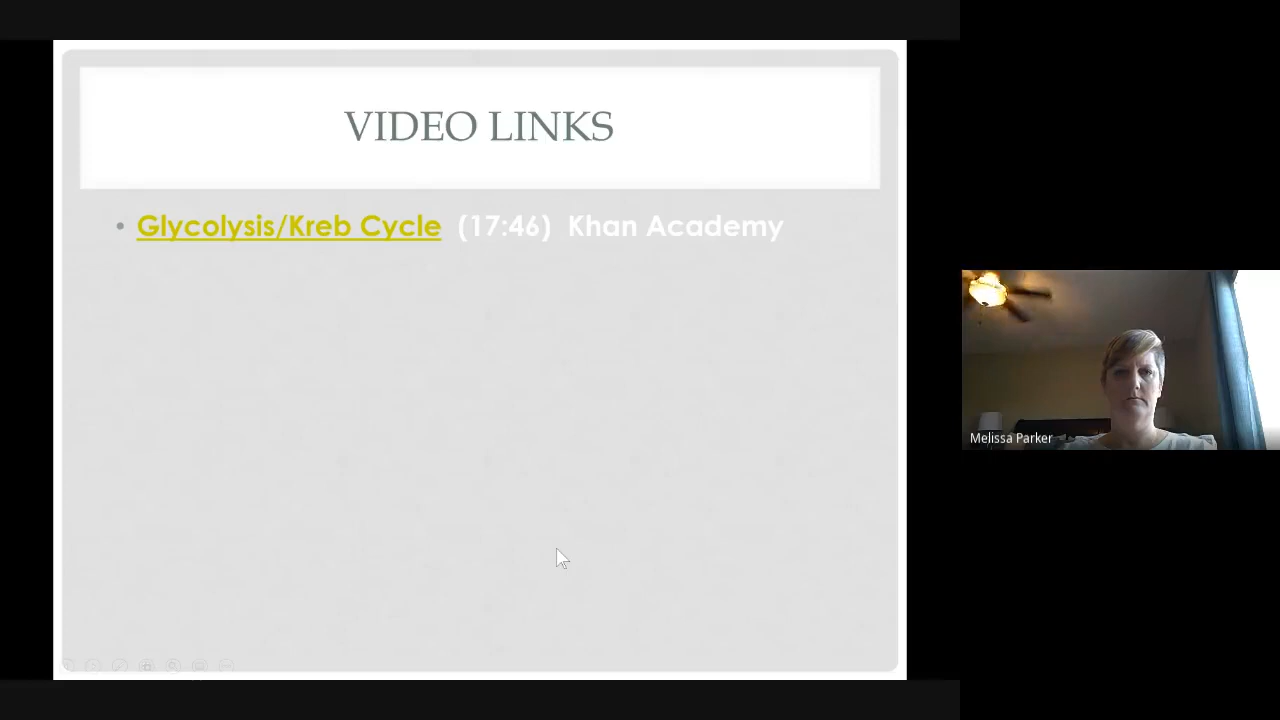 VIDEO LINKS
• Glycolysis/Kreb Cycle (17:46) Khan Academy
Melissa Parker